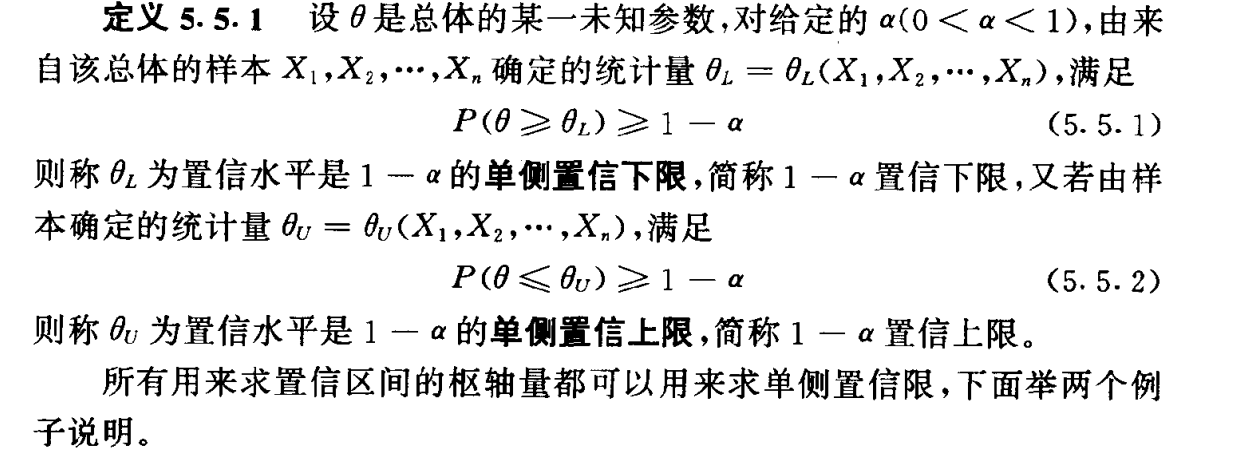 定义 5.5.1 设 θ 是总体的某一未知参数,对给定的 α(0 < α < 1),由来
自该总体的样本 X₁,X₂,⋯,Xₙ 确定的统计量 θ_L = θ_L(X₁,X₂,⋯,Xₙ),满足
P(θ ⩾ θ_L) ⩾ 1 − α (5.5.1)
则称 θ_L 为置信水平是 1 − α 的单侧置信下限,简称 1 − α 置信下限,又若由样
本确定的统计量 θ_U = θ_U(X₁,X₂,⋯,Xₙ),满足
P(θ ⩽ θ_U) ⩾ 1 − α (5.5.2)
则称 θ_U 为置信水平是 1 − α 的单侧置信上限,简称 1 − α 置信上限。
所有用来求置信区间的枢轴量都可以用来求单侧置信限,下面举两个例
子说明。